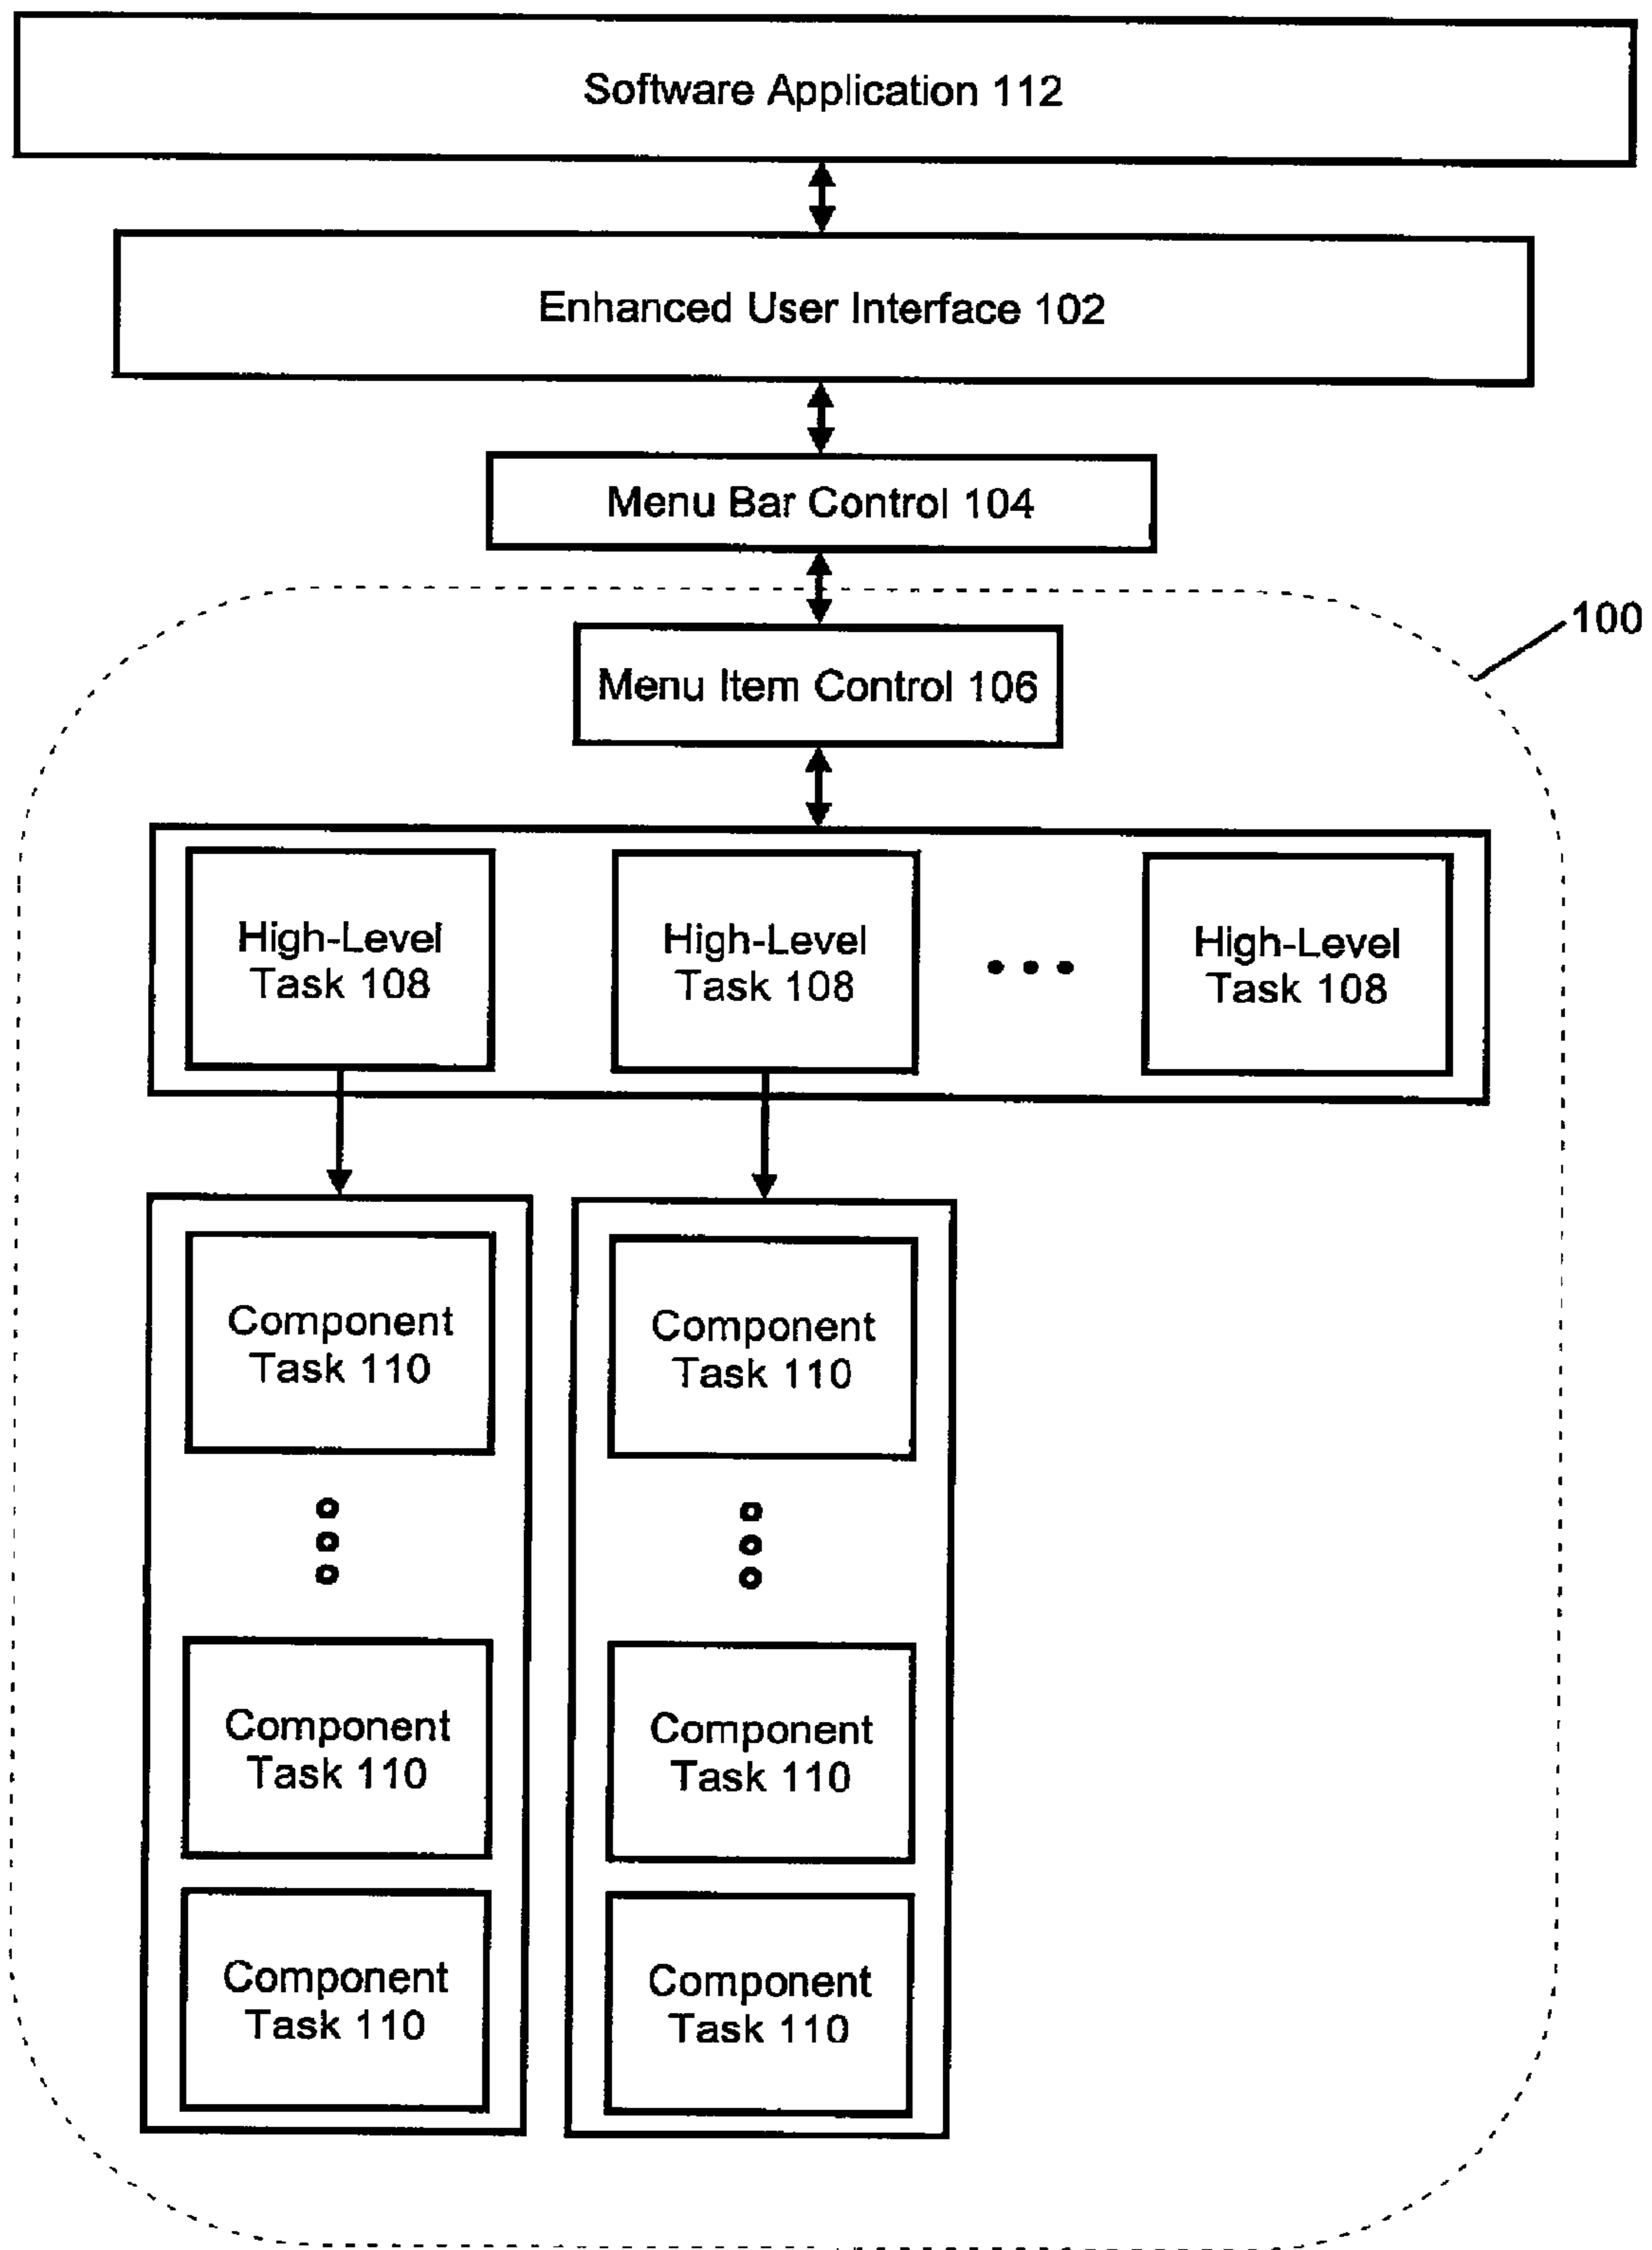 Software Application 112
Enhanced User Interface 102
Menu Bar Control 104
100
Menu Item Control 106
High-Level
Task 108
High-Level
Task 108
High-Level
Task 108
Component
Task 110
Component
Task 110
Component
Task 110
Component
Task 110
Component
Task 110
Component
Task 110